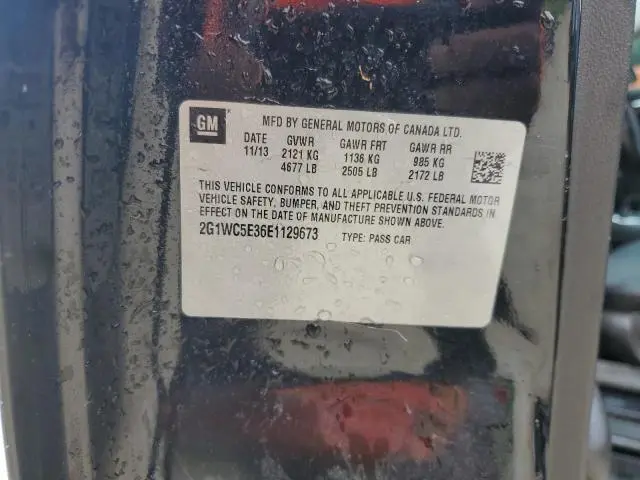 GM
MFD BY GENERAL MOTORS OF CANADA LTD.
DATE GVWR GAWR FRT GAWR RR
11/13 2121 KG 1136 KG 985 KG
4677 LB 2505 LB 2172 LB
THIS VEHICLE CONFORMS TO ALL APPLICABLE U.S. FEDERAL MOTOR
VEHICLE SAFETY, BUMPER, AND THEFT PREVENTION STANDARDS IN
EFFECT ON THE DATE OF MANUFACTURE SHOWN ABOVE.
2G1WC5E36E1129673 TYPE: PASS CAR